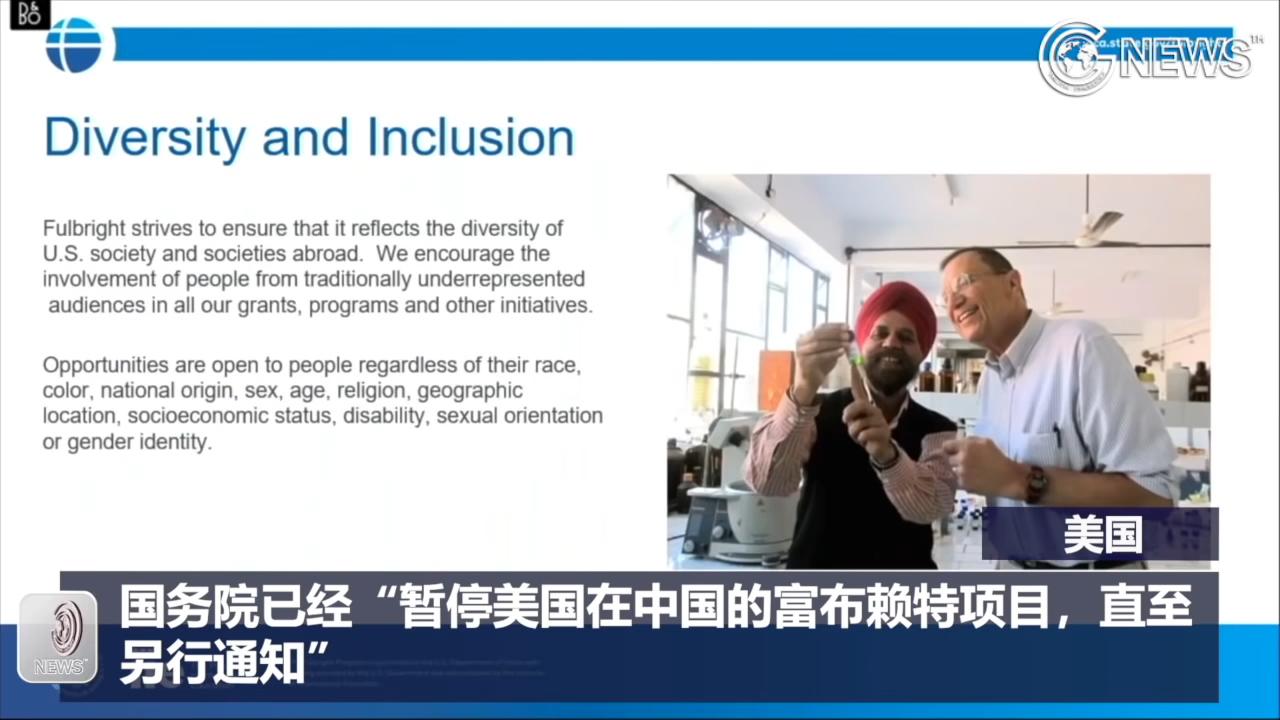 B&O
NEWS™
Diversity and Inclusion
Fulbright strives to ensure that it reflects the diversity of
U.S. society and societies abroad. We encourage the
involvement of people from traditionally underrepresented
audiences in all our grants, programs and other initiatives.
Opportunities are open to people regardless of their race,
color, national origin, sex, age, religion, geographic
location, socioeconomic status, disability, sexual orientation
or gender identity.
美国
国务院已经“暂停美国在中国的富布赖特项目，直至
另行通知”
NEWS